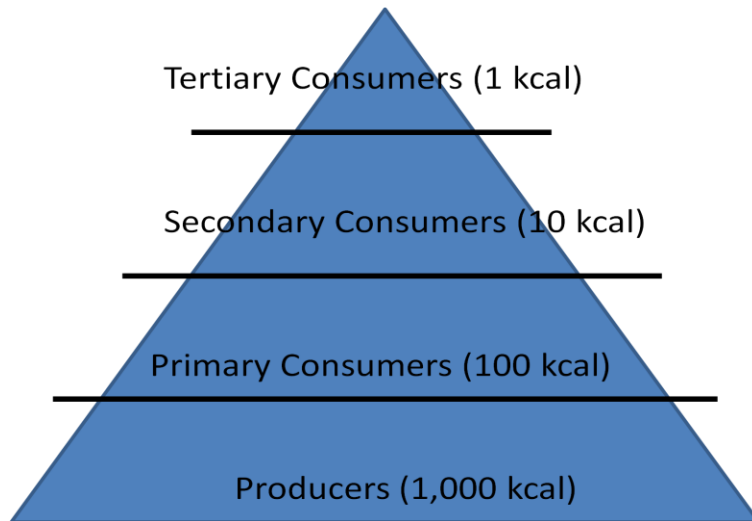 Tertiary Consumers (1 kcal)
Secondary Consumers (10 kcal)
Primary Consumers (100 kcal)
Producers (1,000 kcal)